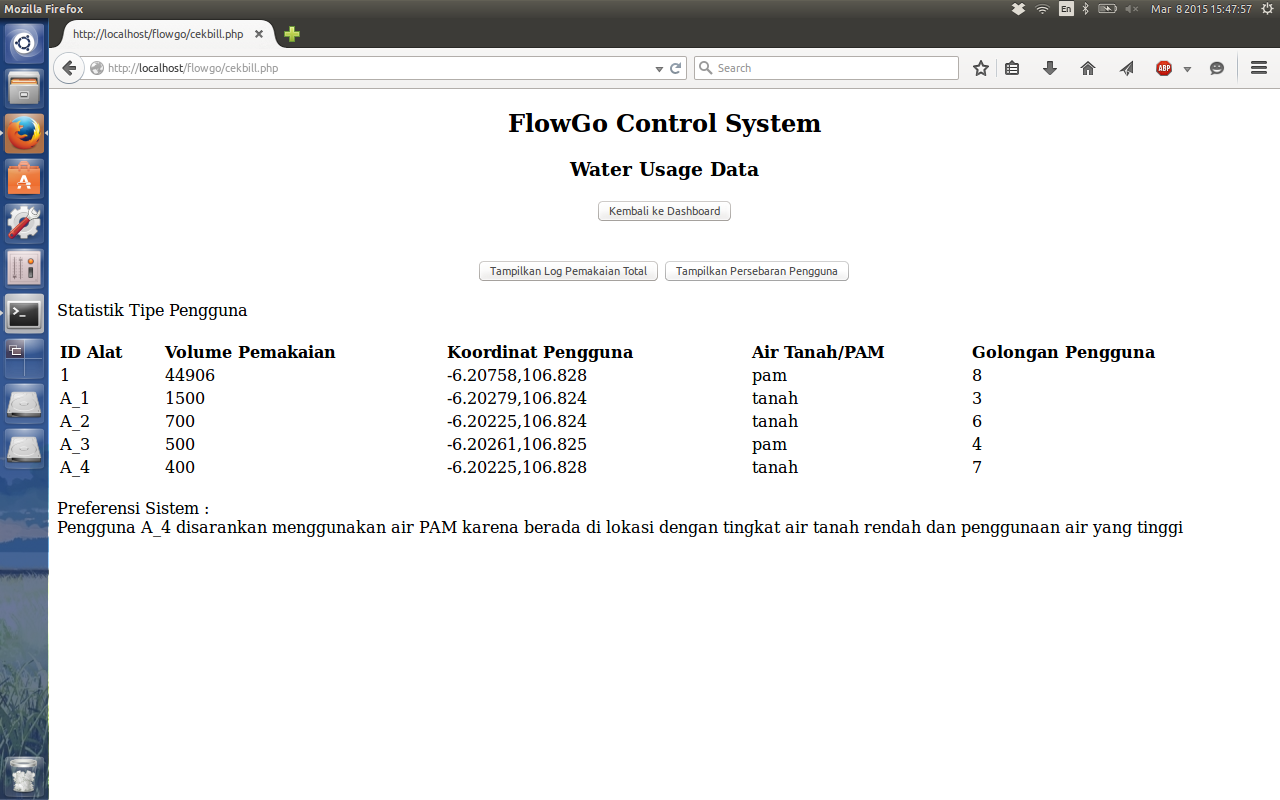 Mozilla Firefox
En
Mar 8 2015 15:47:57
http://localhost/flowgo/cekbill.php
http://localhost/flowgo/cekbill.php
Search
ABP
FlowGo Control System
Water Usage Data
Kembali ke Dashboard
Tampilkan Log Pemakaian Total Tampilkan Persebaran Pengguna
Statistik Tipe Pengguna
ID Alat Volume Pemakaian Koordinat Pengguna Air Tanah/PAM Golongan Pengguna
1 44906 -6.20758,106.828 pam 8
A_1 1500 -6.20279,106.824 tanah 3
A_2 700 -6.20225,106.824 tanah 6
A_3 500 -6.20261,106.825 pam 4
A_4 400 -6.20225,106.828 tanah 7
Preferensi Sistem :
Pengguna A_4 disarankan menggunakan air PAM karena berada di lokasi dengan tingkat air tanah rendah dan penggunaan air yang tinggi